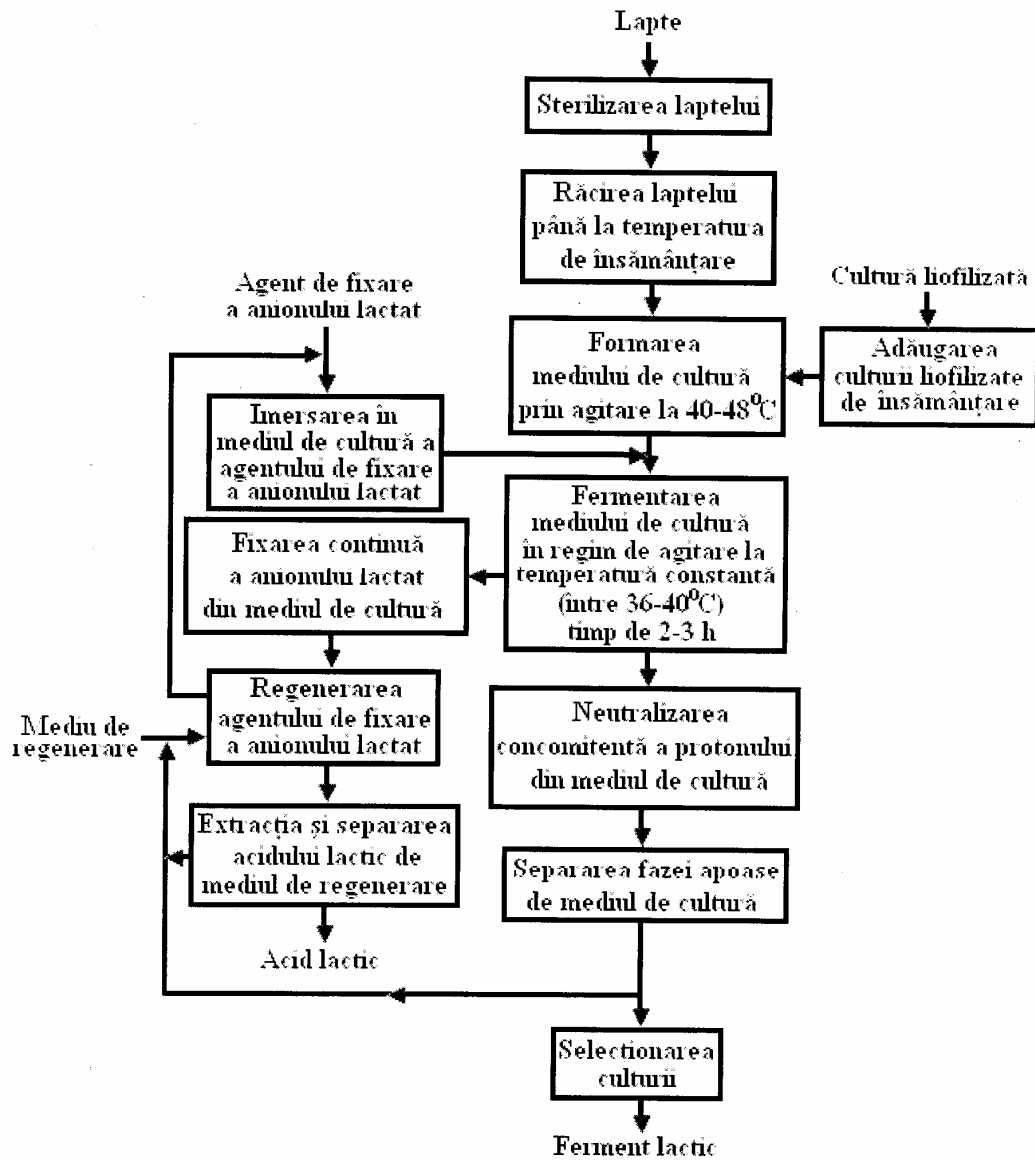 Lapte
Sterilizarea laptelui
Răcirea laptelui
până la temperatura
de însămânțare
Agent de fixare
a anionului lactat
Cultură liofilizată
Formarea
mediului de cultură
prin agitare la 40-48⁰C
Adăugarea
culturii liofilizate
de însămânțare
Imersarea în
mediul de cultură a
agentului de fixare
a anionului lactat
Fermentarea
mediului de cultură
în regim de agitare la
temperatură constantă
(între 36-40⁰C)
timp de 2-3 h
Fixarea continuă
a anionului lactat
din mediul de cultură
Regenerarea
agentului de fixare
a anionului lactat
Mediu de
regenerare
Neutralizarea
concomitentă a protonului
din mediul de cultură
Extracția și separarea
acidului lactic de
mediul de regenerare
Separarea fazei apoase
de mediul de cultură
Acid lactic
Selectionarea
culturii
Ferment lactic